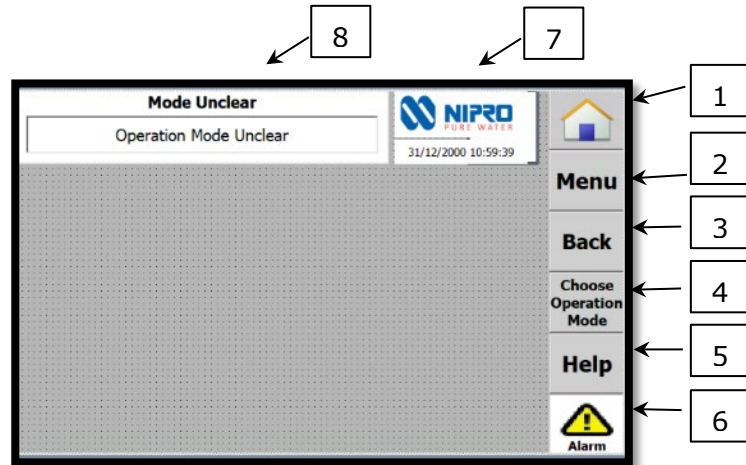 8
7
Mode Unclear
Operation Mode Unclear
NIPRO
PURE WATER
31/12/2000 10:59:39
1
Menu
2
Back
3
Choose
Operation
Mode
4
Help
5
Alarm
6